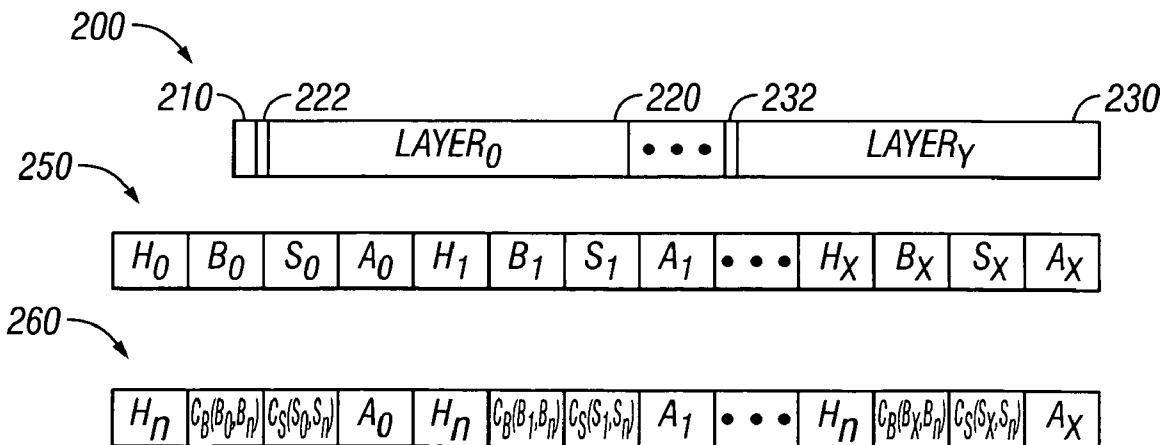 200
210 222 220 232 230
LAYER₀ • • • LAYERY
250
H₀ B₀ S₀ A₀ H₁ B₁ S₁ A₁ • • • HX BX SX AX
260
Hₙ CB(B₀,Bₙ) CS(S₀,Sₙ) A₀ Hₙ CB(B₁,Bₙ) CS(S₁,Sₙ) A₁ • • • Hₙ CB(BX,Bₙ) CS(SX,Sₙ) AX